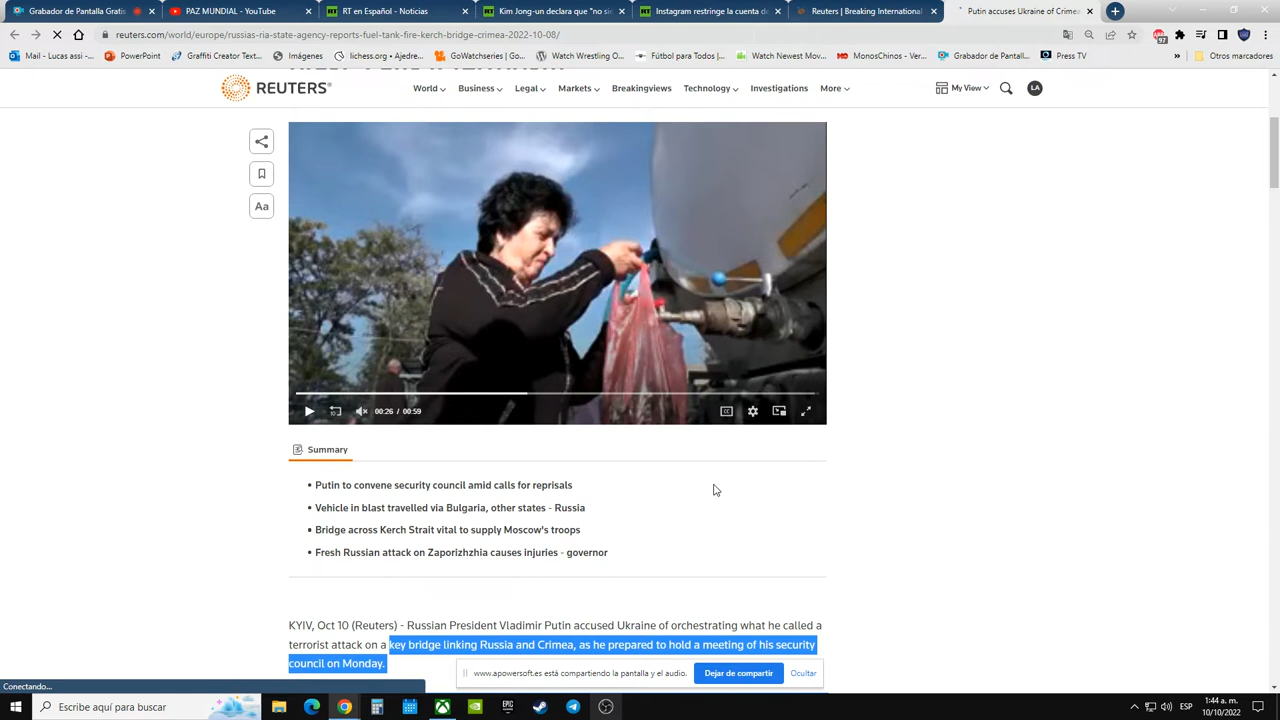 Grabador de Pantalla Gratis
PAZ MUNDIAL - YouTube
RT en Español - Noticias
Kim Jong-un declara que "no si
Instagram restringe la cuenta d
Reuters | Breaking International
Putin accuses Ukraine of Crime
reuters.com/world/europe/russias-ria-state-agency-reports-fuel-tank-fire-kerch-bridge-crimea-2022-10-08/
97
Mail - Lucas assi -...
PowerPoint
Graffiti Creator Text...
Imágenes
lichess.org • Ajedre...
GoWatchseries | Go...
Watch Wrestling O...
Fútbol para Todos |...
Watch Newest Mov...
MonosChinos - Ver...
Grabador de Pantall...
Press TV
Otros marcadores
REUTERS®
World
Business
Legal
Markets
Breakingviews
Technology
Investigations
More
My View
LA
Aa
10
00:26 / 00:59
CC
Summary
• Putin to convene security council amid calls for reprisals
• Vehicle in blast travelled via Bulgaria, other states - Russia
• Bridge across Kerch Strait vital to supply Moscow's troops
• Fresh Russian attack on Zaporizhzhia causes injuries - governor
KYIV, Oct 10 (Reuters) - Russian President Vladimir Putin accused Ukraine of orchestrating what he called a
terrorist attack on a key bridge linking Russia and Crimea, as he prepared to hold a meeting of his security
council on Monday.
www.apowersoft.es está compartiendo la pantalla y el audio.
Dejar de compartir
Ocultar
Conectando...
Escribe aquí para buscar
EPIC
ESP
1:44 a. m.
10/10/2022